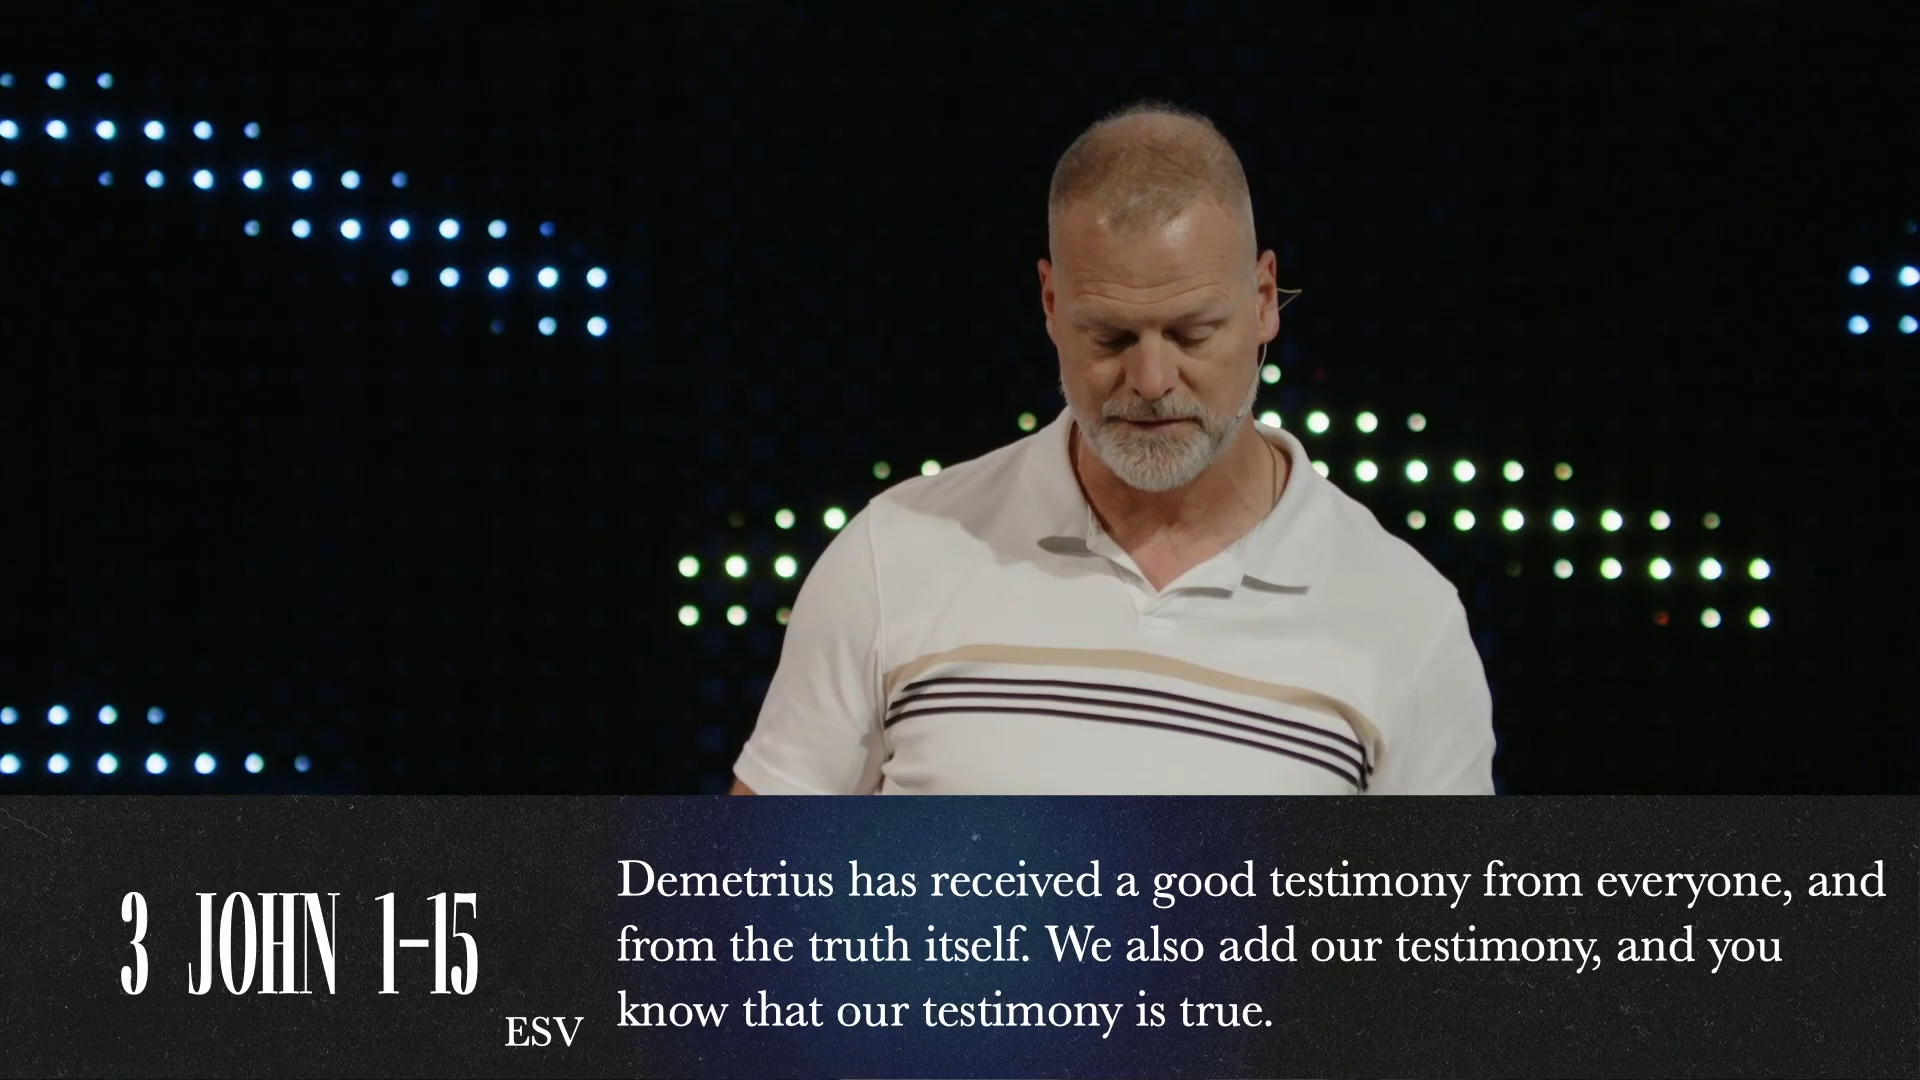 3 JOHN 1-15
ESV
Demetrius has received a good testimony from everyone, and
from the truth itself. We also add our testimony, and you
know that our testimony is true.